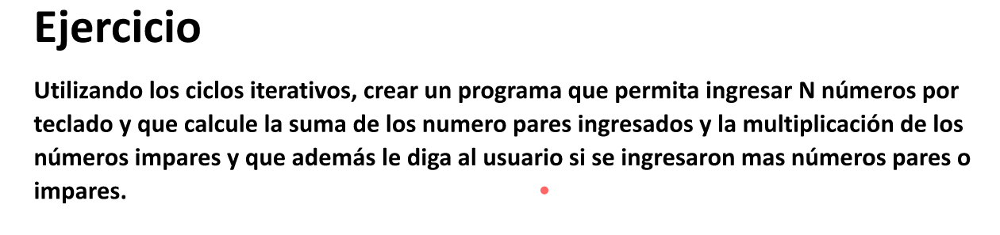 Ejercicio
Utilizando los ciclos iterativos, crear un programa que permita ingresar N números por
teclado y que calcule la suma de los numero pares ingresados y la multiplicación de los
números impares y que además le diga al usuario si se ingresaron mas números pares o
impares.